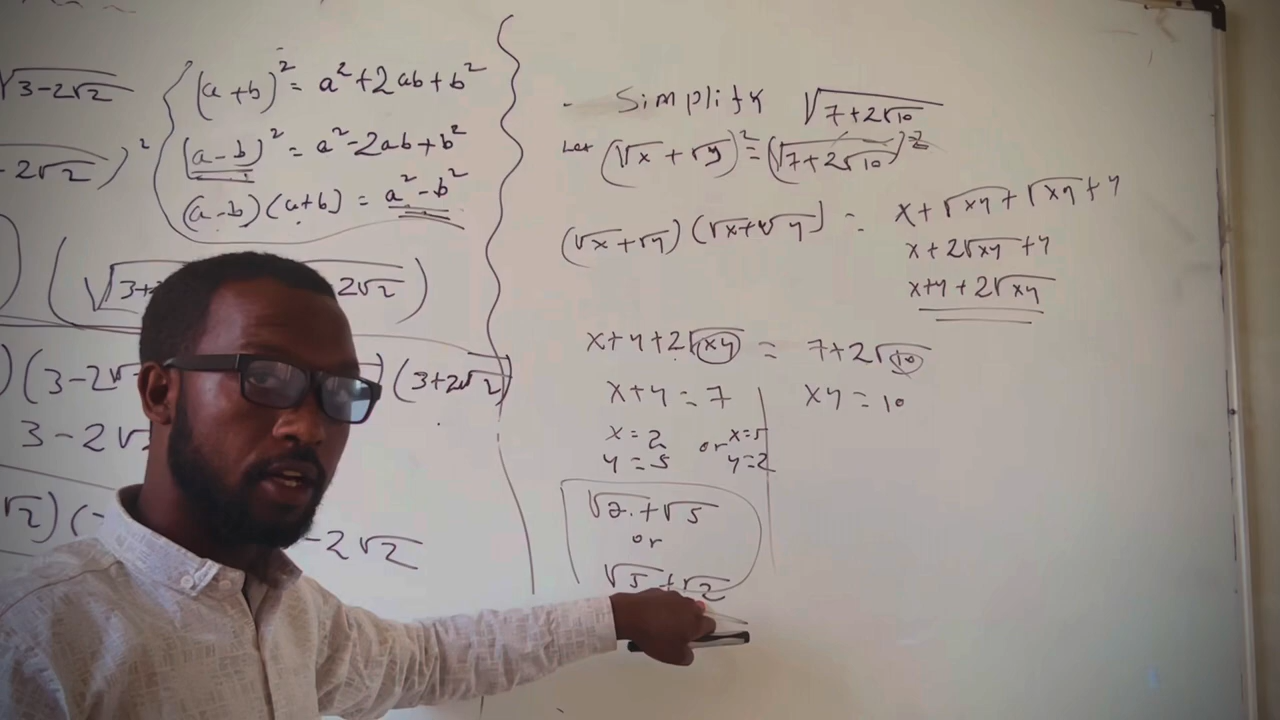 √3-2√2
-2√2)²
(a+b)² = a²+2ab+b²
(a-b)² = a²-2ab+b²
(a-b)(a+b) = a²-b²
2√2)
)(3-2√
)(3+2√2)
3-2√
√2)(-
-2√2
- Simplify √7+2√10
Let (√x+√y)² = (√7+2√10)²
(√x+√y)(√x+√y) = x+√xy+√xy+y
x+2√xy+y
x+y+2√xy
x+y+2√xy = 7+2√10
x+y=7 xy=10
x=2 or x=5
y=5 y=2
√2+√5
or
√5+√2